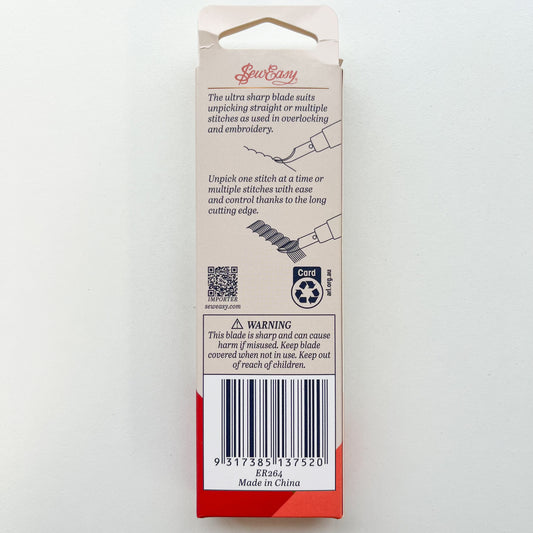 SewEasy
The ultra sharp blade suits
unpicking straight or multiple
stitches as used in overlocking
and embroidery.
Unpick one stitch at a time or
multiple stitches with ease
and control thanks to the long
cutting edge.
IMPORTER
seweasy.com
Card
arl.org.au
WARNING
This blade is sharp and can cause
harm if misused. Keep blade
covered when not in use. Keep out
of reach of children.
9 317385 137520
ER264
Made in China